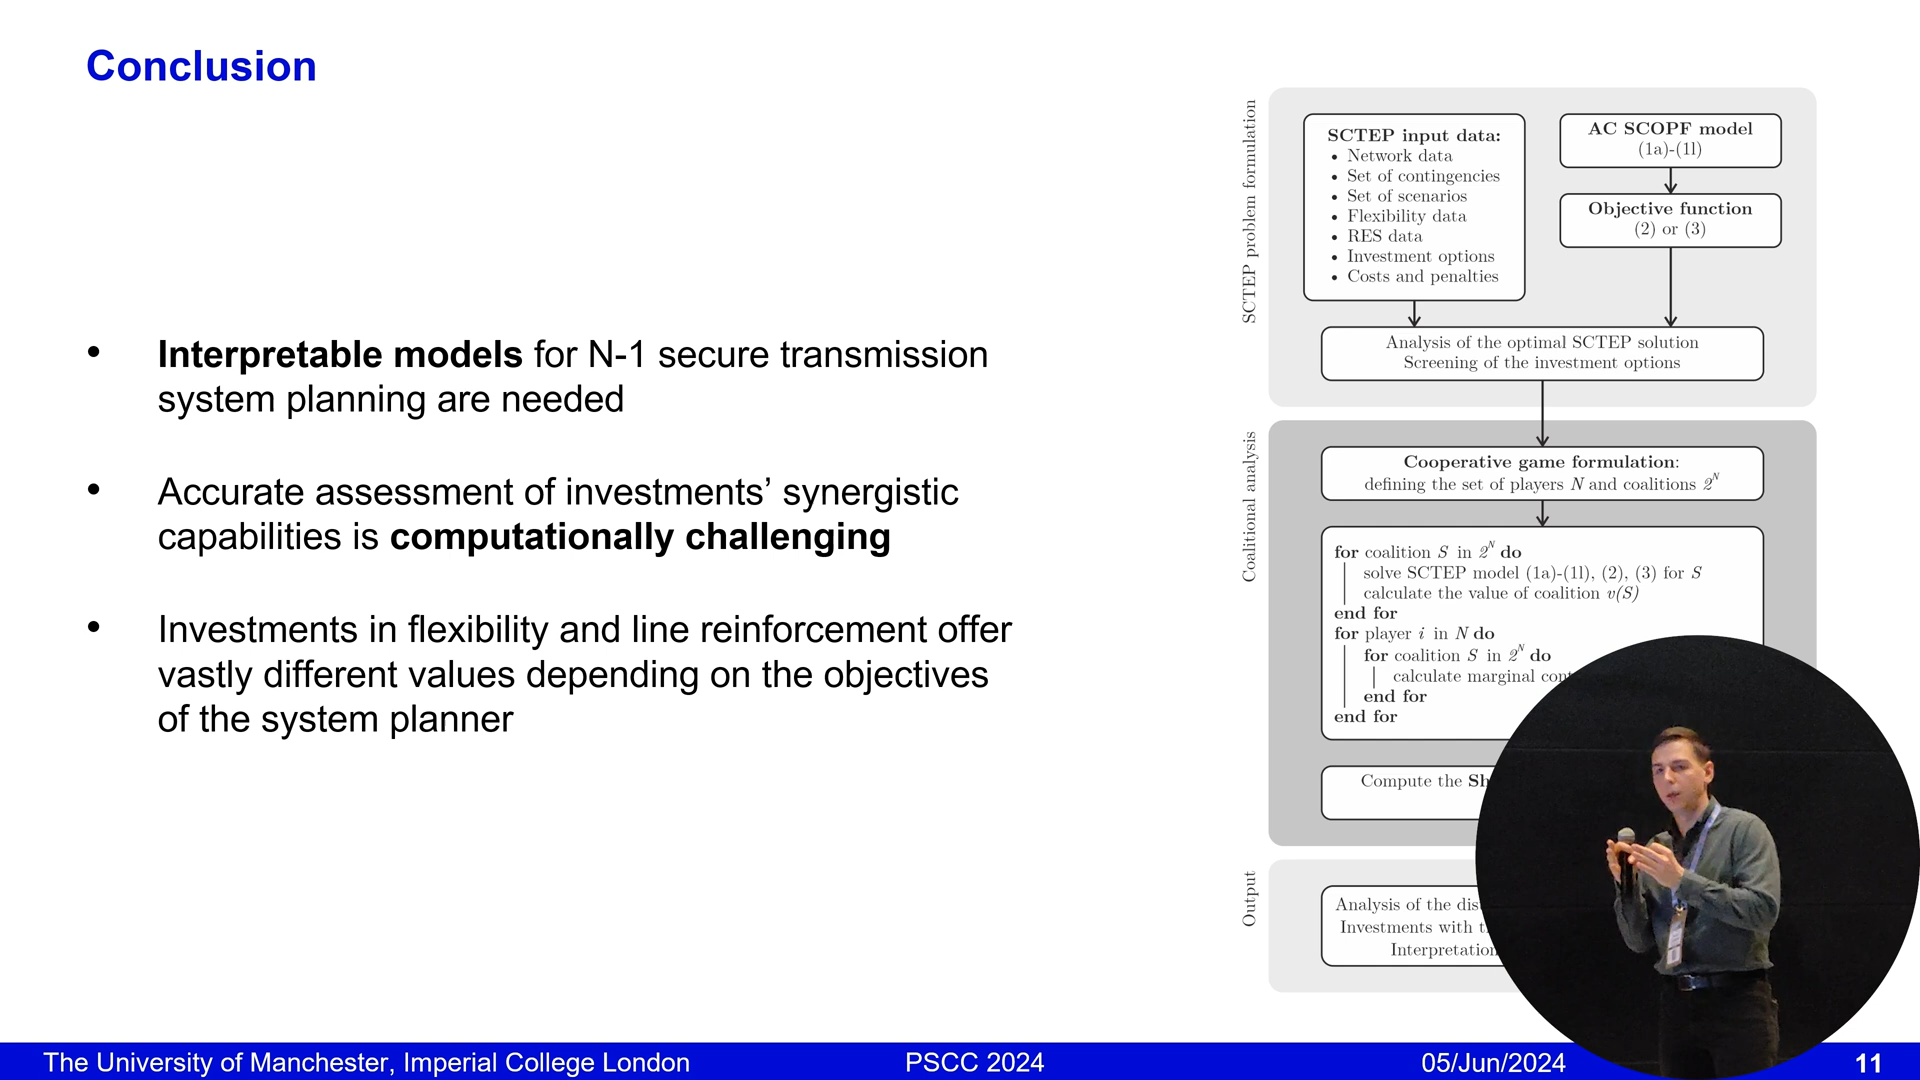 Conclusion
• Interpretable models for N-1 secure transmission
system planning are needed
• Accurate assessment of investments’ synergistic
capabilities is computationally challenging
• Investments in flexibility and line reinforcement offer
vastly different values depending on the objectives
of the system planner
SCTEP problem formulation
SCTEP input data:
• Network data
• Set of contingencies
• Set of scenarios
• Flexibility data
• RES data
• Investment options
• Costs and penalties
AC SCOPF model
(1a)-(1l)
Objective function
(2) or (3)
Analysis of the optimal SCTEP solution
Screening of the investment options
Coalitional analysis
Cooperative game formulation:
defining the set of players N and coalitions 2^N
for coalition S in 2^N do
solve SCTEP model (1a)-(1l), (2), (3) for S
calculate the value of coalition v(S)
end for
for player i in N do
for coalition S in 2^N do
calculate marginal
end for
end for
Compute the
Output
Analysis of the
Investments with
Interpretation
The University of Manchester, Imperial College London
PSCC 2024
05/Jun/2024
11